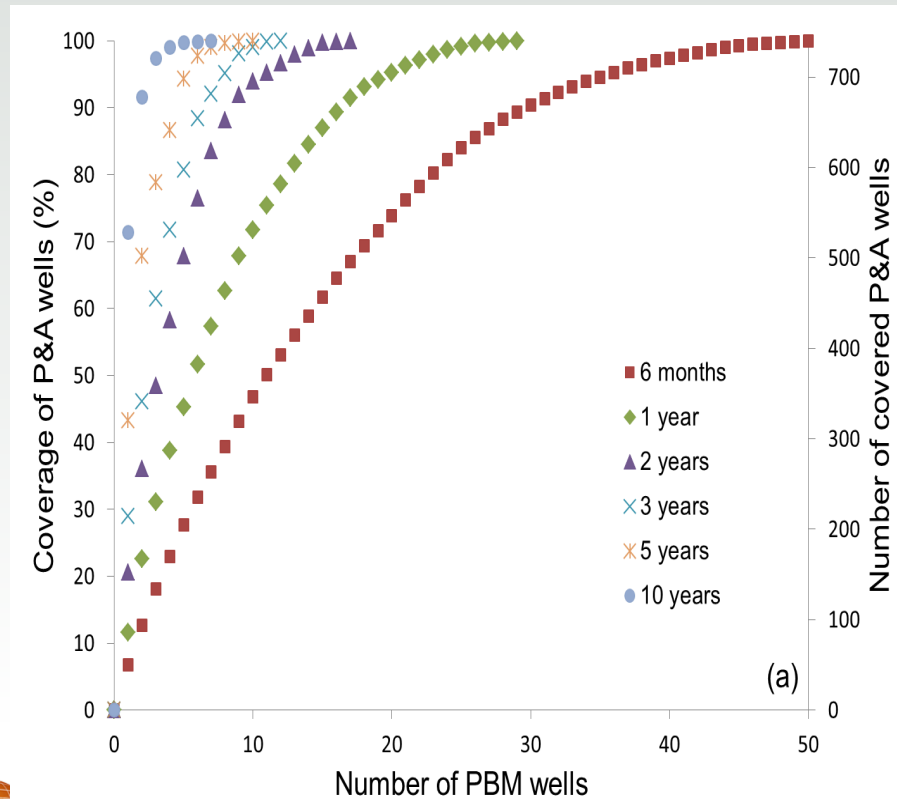 Coverage of P&A wells (%)
100
90
80
70
60
50
40
30
20
10
0
0 10 20 30 40 50
Number of PBM wells
700
600
500
400
300
200
100
0
Number of covered P&A wells
6 months
1 year
2 years
3 years
5 years
10 years
(a)